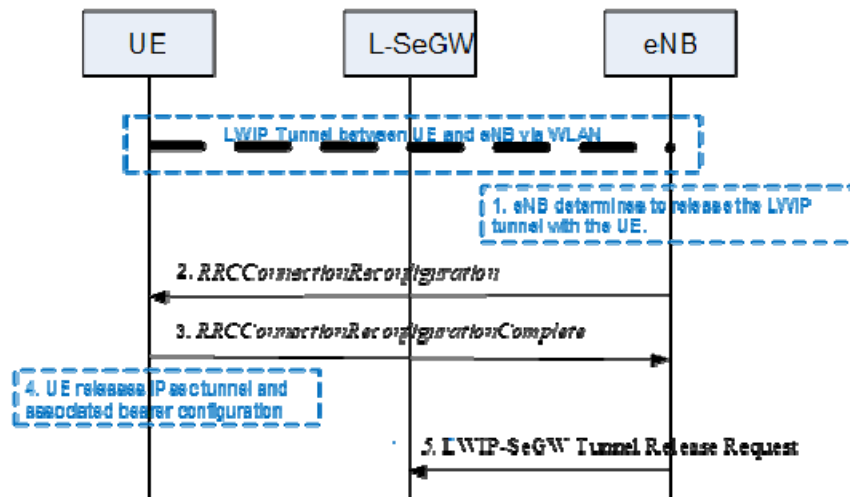 UE
L-SeGW
eNB
LWIP Tunnel between UE and eNB via WLAN
1. eNB determines to release the LWIP
tunnel with the UE.
2. RRCConnectionReconfiguration
3. RRCConnectionReconfigurationComplete
4. UE releases IPsec tunnel and
associated bearer configuration
5. LWIP-SeGW Tunnel Release Request